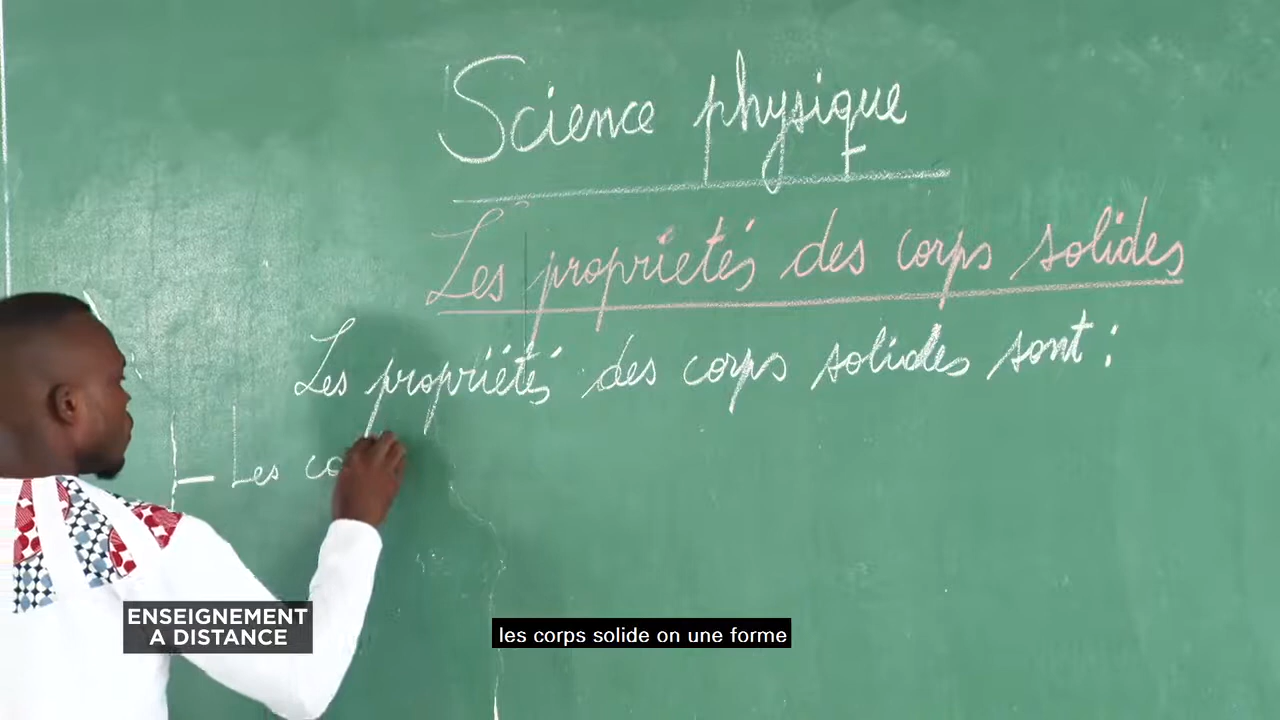 Science physique
Les propriétés des corps solides
Les propriétés des corps solides sont :
— Les co
ENSEIGNEMENT
A DISTANCE
les corps solide on une forme